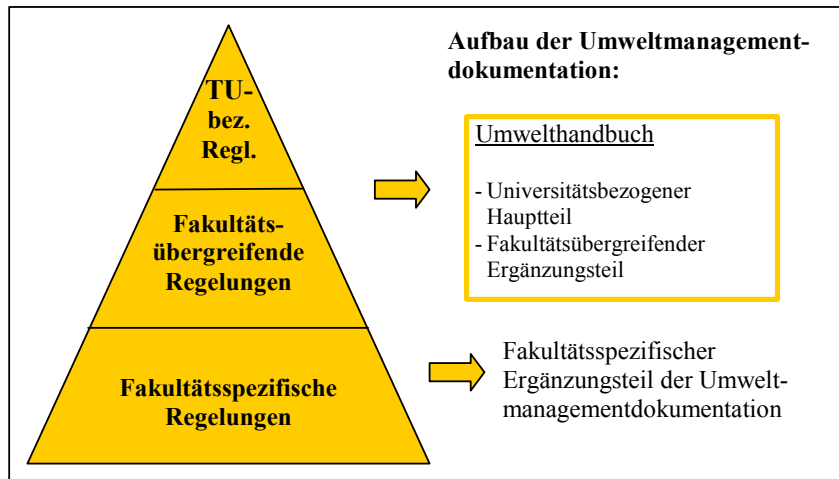 TU-
bez.
Regl.
Fakultäts-
übergreifende
Regelungen
Fakultätsspezifische
Regelungen
Aufbau der Umweltmanagement-
dokumentation:
Umwelthandbuch
- Universitätsbezogener
Hauptteil
- Fakultätsübergreifender
Ergänzungsteil
Fakultätsspezifischer
Ergänzungsteil der Umwelt-
managementdokumentation